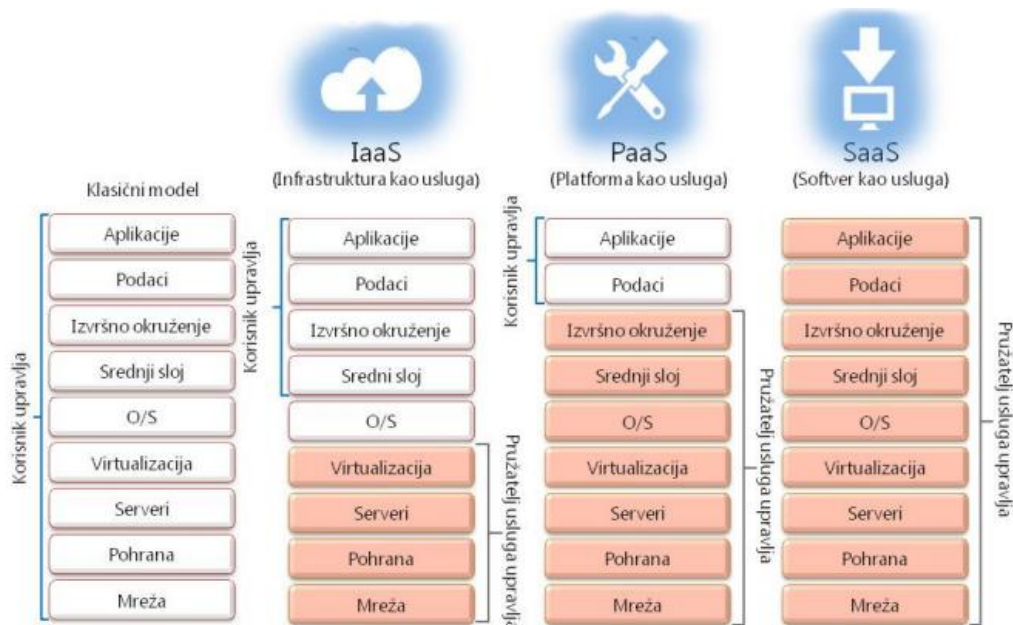 IaaS
(Infrastruktura kao usluga)
PaaS
(Platforma kao usluga)
SaaS
(Softver kao usluga)
Klasični model
Korisnik upravlja
Aplikacije
Podaci
Izvršno okruženje
Srednji sloj
O/S
Virtualizacija
Serveri
Pohrana
Mreža
Korisnik upravlja
Aplikacije
Podaci
Izvršno okruženje
Sredni sloj
O/S
Virtualizacija
Serveri
Pohrana
Mreža
Pružatelj usluga upravlja
Korisnik upravlja
Aplikacije
Podaci
Izvršno okruženje
Srednji sloj
O/S
Virtualizacija
Serveri
Pohrana
Mreža
Pružatelj usluga upravlja
Aplikacije
Podaci
Izvršno okruženje
Srednji sloj
O/S
Virtualizacija
Serveri
Pohrana
Mreža
Pružatelj usluga upravlja